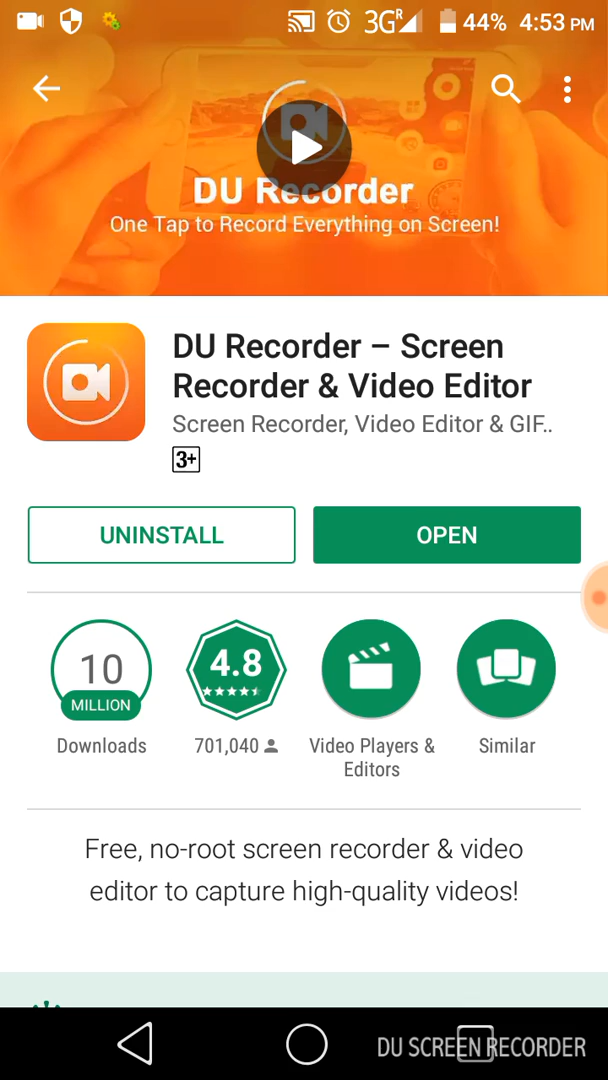 3G R 44% 4:53 PM
DU Recorder
One Tap to Record Everything on Screen!
DU Recorder – Screen
Recorder & Video Editor
Screen Recorder, Video Editor & GIF..
3+
UNINSTALL
OPEN
10
MILLION
Downloads
4.8
701,040
Video Players &
Editors
Similar
Free, no-root screen recorder & video
editor to capture high-quality videos!
DU SCREEN RECORDER